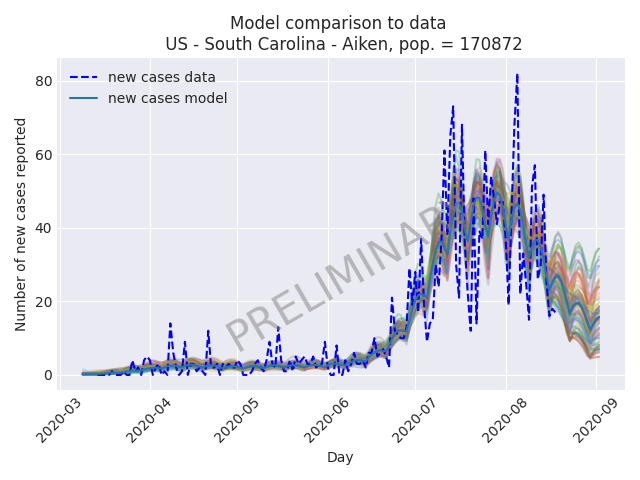 Model comparison to data
US - South Carolina - Aiken, pop. = 170872
new cases data
new cases model
Number of new cases reported
80
60
40
20
0
PRELIMINAR
2020-03
2020-04
2020-05
2020-06
2020-07
2020-08
2020-09
Day